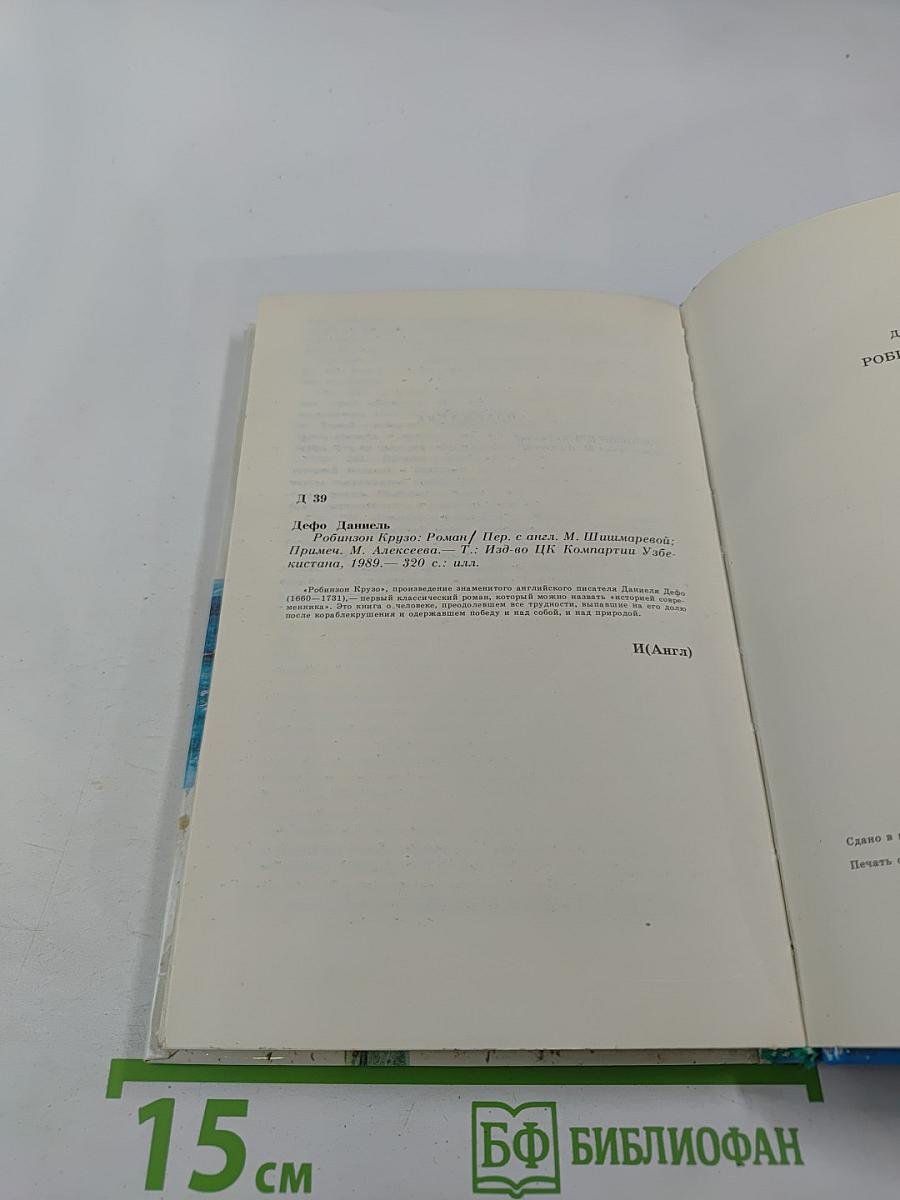 Д 39
Дефо Даниель
Робинзон Крузо: Роман/ Пер. с англ. М. Шишмаревой;
Примеч. М. Алексеева.— Т.: Изд-во ЦК Компартии Узбе-
кистана, 1989.— 320 с.: илл.
«Робинзон Крузо», произведение знаменитого английского писателя Даниеля Дефо
(1660—1731),— первый классический роман, который можно назвать «историей совре-
менника». Это книга о человеке, преодолевшем все трудности, выпавшие на его долю
после кораблекрушения и одержавшем победу и над собой, и над природой.
И(Англ)
Д
РОБИ
Сдано в
Печать
15 см
БФ БИБЛИОФАН